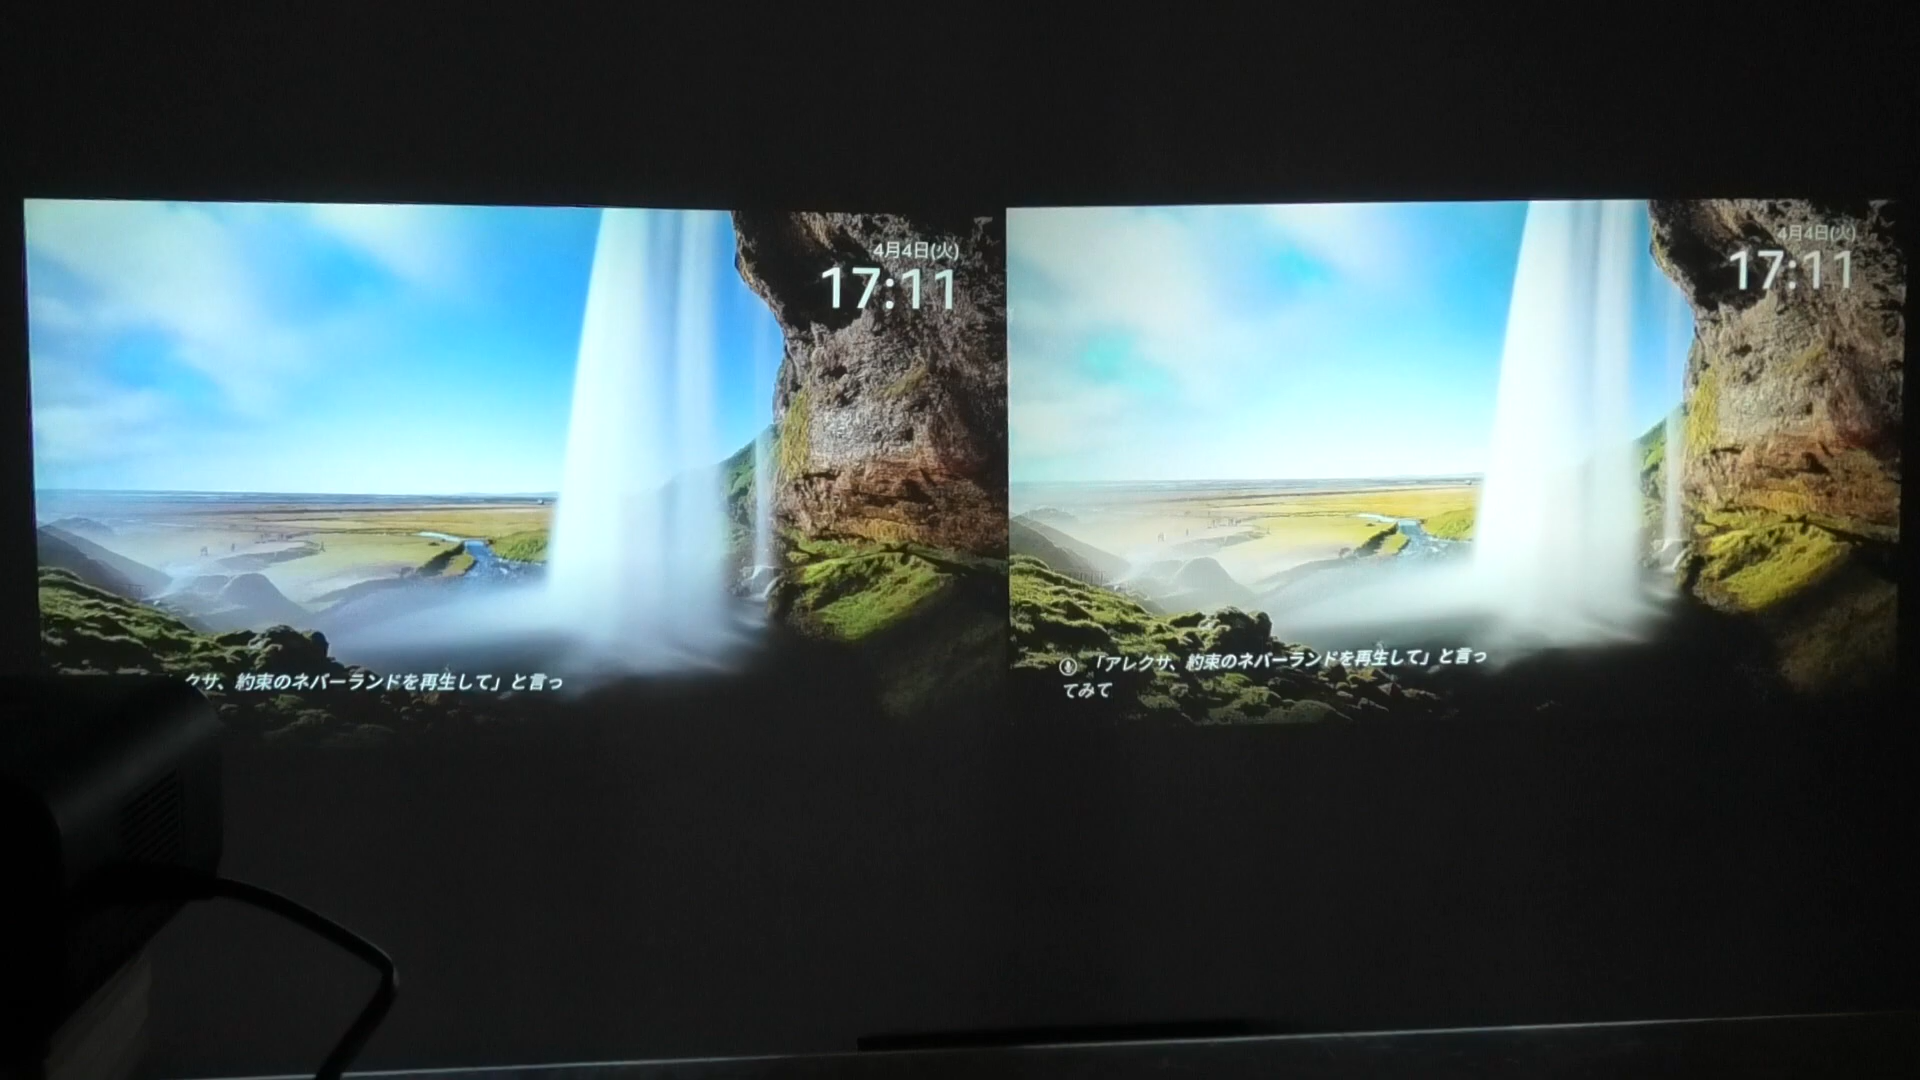 4月4日(火)
17:11
クサ、約束のネバーランドを再生して」と言っ
4月4日(火)
17:11
「アレクサ、約束のネバーランドを再生して」と言っ
てみて